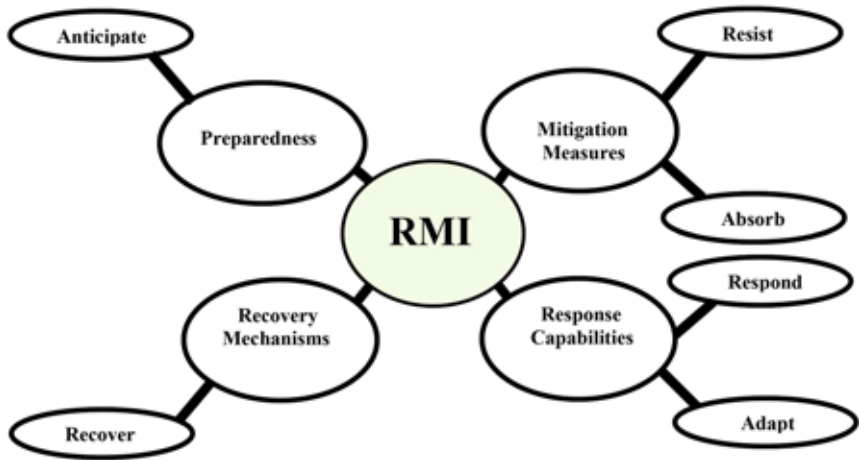 Anticipate
Resist
Preparedness
Mitigation
Measures
RMI
Absorb
Respond
Recovery
Mechanisms
Response
Capabilities
Recover
Adapt